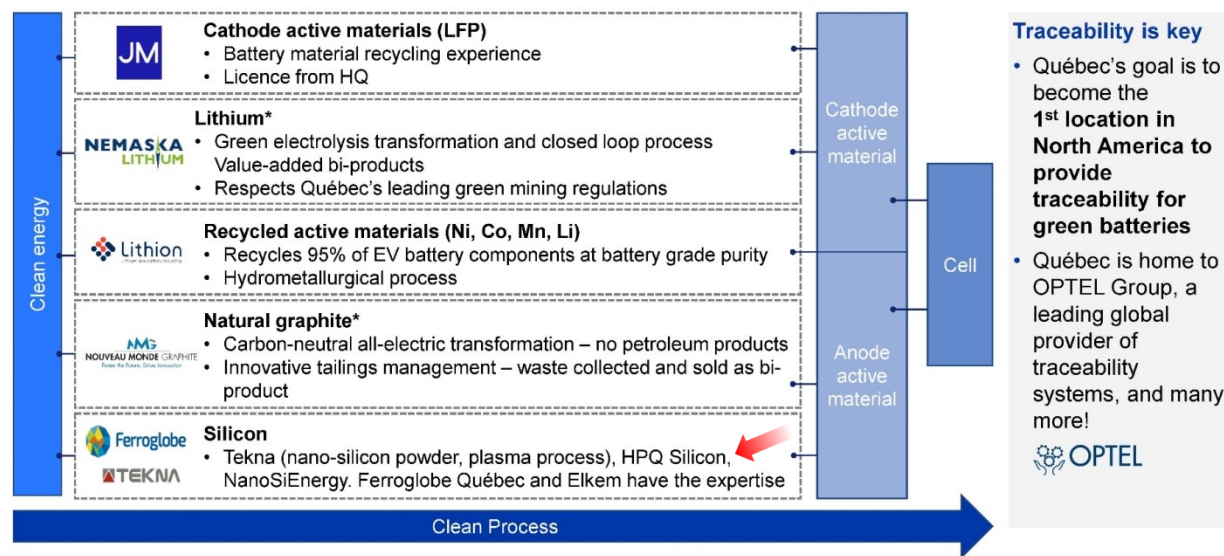 Clean energy
JM
Cathode active materials (LFP)
• Battery material recycling experience
• Licence from HQ
NEMASKA
LITHIUM
Lithium*
• Green electrolysis transformation and closed loop process
Value-added bi-products
• Respects Québec's leading green mining regulations
Lithion
Recycled active materials (Ni, Co, Mn, Li)
• Recycles 95% of EV battery components at battery grade purity
• Hydrometallurgical process
NMG
NOUVEAU MONDE GRAPHITE
Natural graphite*
• Carbon-neutral all-electric transformation – no petroleum products
• Innovative tailings management – waste collected and sold as bi-
product
Ferroglobe
TEKNA
Silicon
• Tekna (nano-silicon powder, plasma process), HPQ Silicon,
NanoSiEnergy. Ferroglobe Québec and Elkem have the expertise
Cathode
active
material
Anode
active
material
Cell
Clean Process
Traceability is key
• Québec's goal is to
become the
1st location in
North America to
provide
traceability for
green batteries
• Québec is home to
OPTEL Group, a
leading global
provider of
traceability
systems, and many
more!
OPTEL